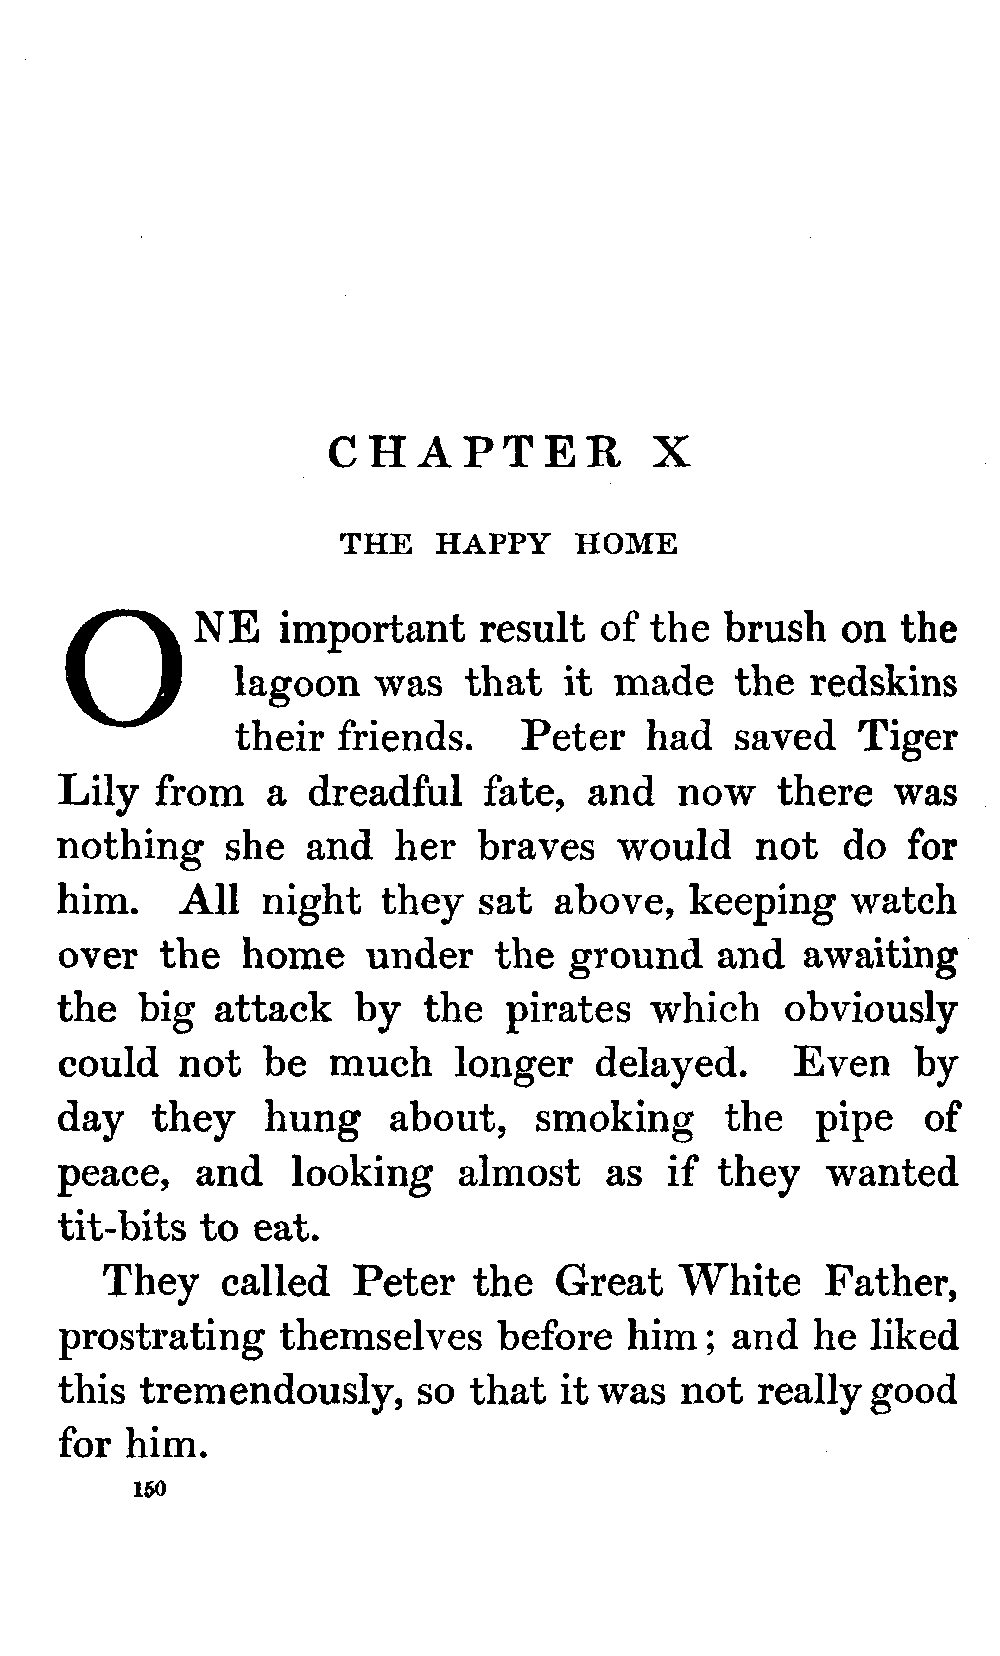 CHAPTER X
THE HAPPY HOME
ONE important result of the brush on the
lagoon was that it made the redskins
their friends. Peter had saved Tiger
Lily from a dreadful fate, and now there was
nothing she and her braves would not do for
him. All night they sat above, keeping watch
over the home under the ground and awaiting
the big attack by the pirates which obviously
could not be much longer delayed. Even by
day they hung about, smoking the pipe of
peace, and looking almost as if they wanted
tit-bits to eat.
They called Peter the Great White Father,
prostrating themselves before him; and he liked
this tremendously, so that it was not really good
for him.
150